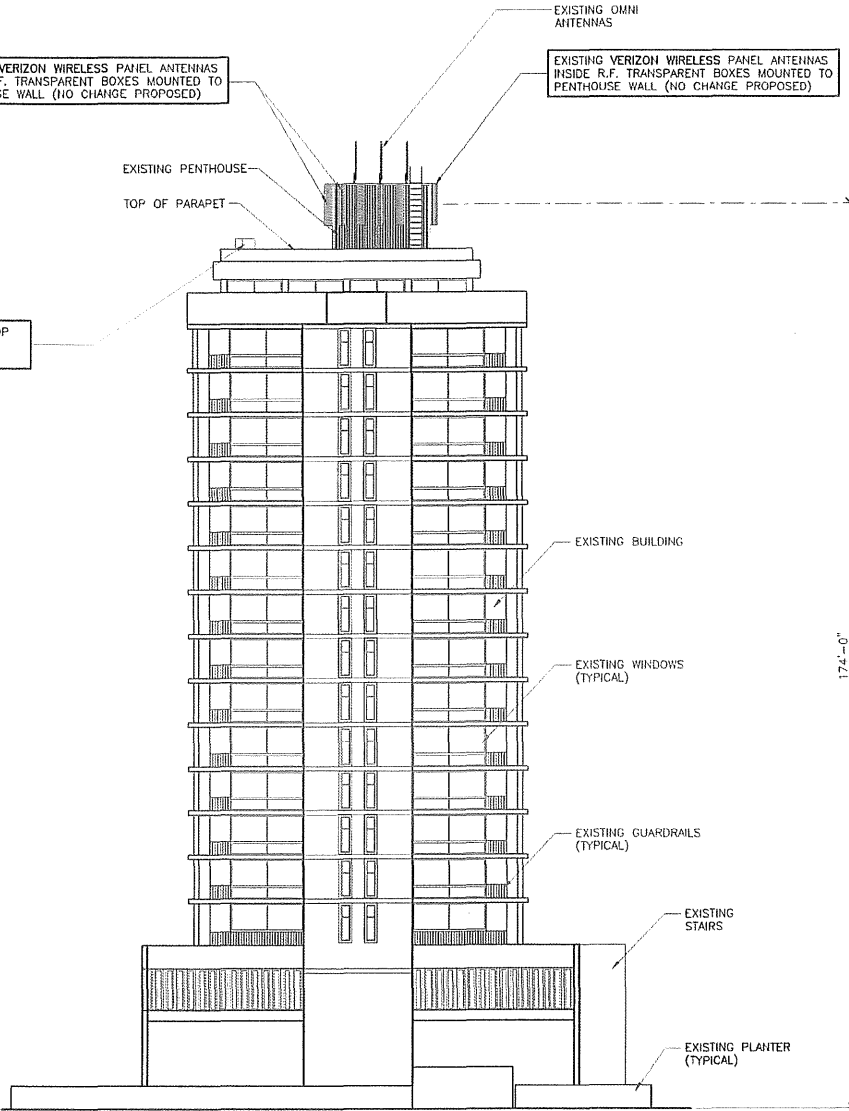 EXISTING OMNI
ANTENNAS
VERIZON WIRELESS PANEL ANTENNAS
F. TRANSPARENT BOXES MOUNTED TO
SE WALL (NO CHANGE PROPOSED)
EXISTING VERIZON WIRELESS PANEL ANTENNAS
INSIDE R.F. TRANSPARENT BOXES MOUNTED TO
PENTHOUSE WALL (NO CHANGE PROPOSED)
EXISTING PENTHOUSE
TOP OF PARAPET
OP
EXISTING BUILDING
174'-0"
EXISTING WINDOWS
(TYPICAL)
EXISTING GUARDRAILS
(TYPICAL)
EXISTING
STAIRS
EXISTING PLANTER
(TYPICAL)